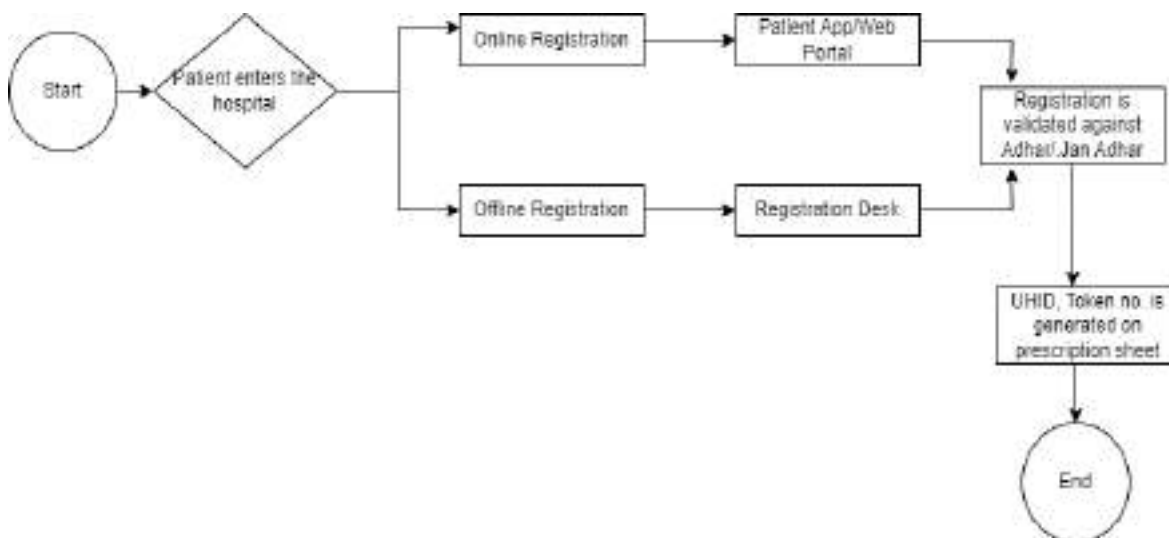 Start
Patient enters the
hospital
Online Registration
Patient App/Web
Portal
Registration is
validated against
Adhar/Jan Adhar
Offline Registration
Registration Desk
UHID, Token no. is
generated on
prescription sheet
End